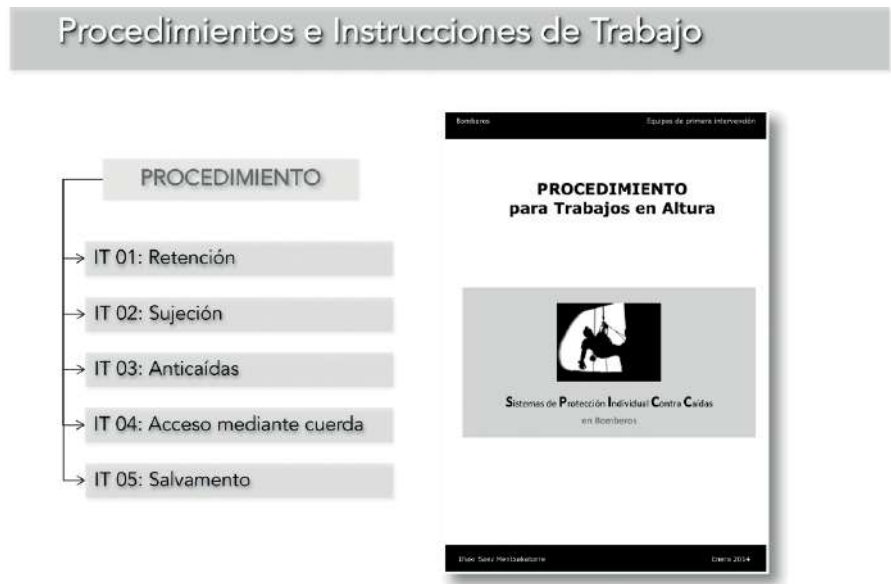 Procedimientos e Instrucciones de Trabajo
PROCEDIMIENTO
IT 01: Retención
IT 02: Sujeción
IT 03: Anticaídas
IT 04: Acceso mediante cuerda
IT 05: Salvamento
Bomberos
Equipos de primera intervención
PROCEDIMIENTO
para Trabajos en Altura
Sistemas de Protección Individual Contra Caídas
en Bomberos
Saez
Enero 2014